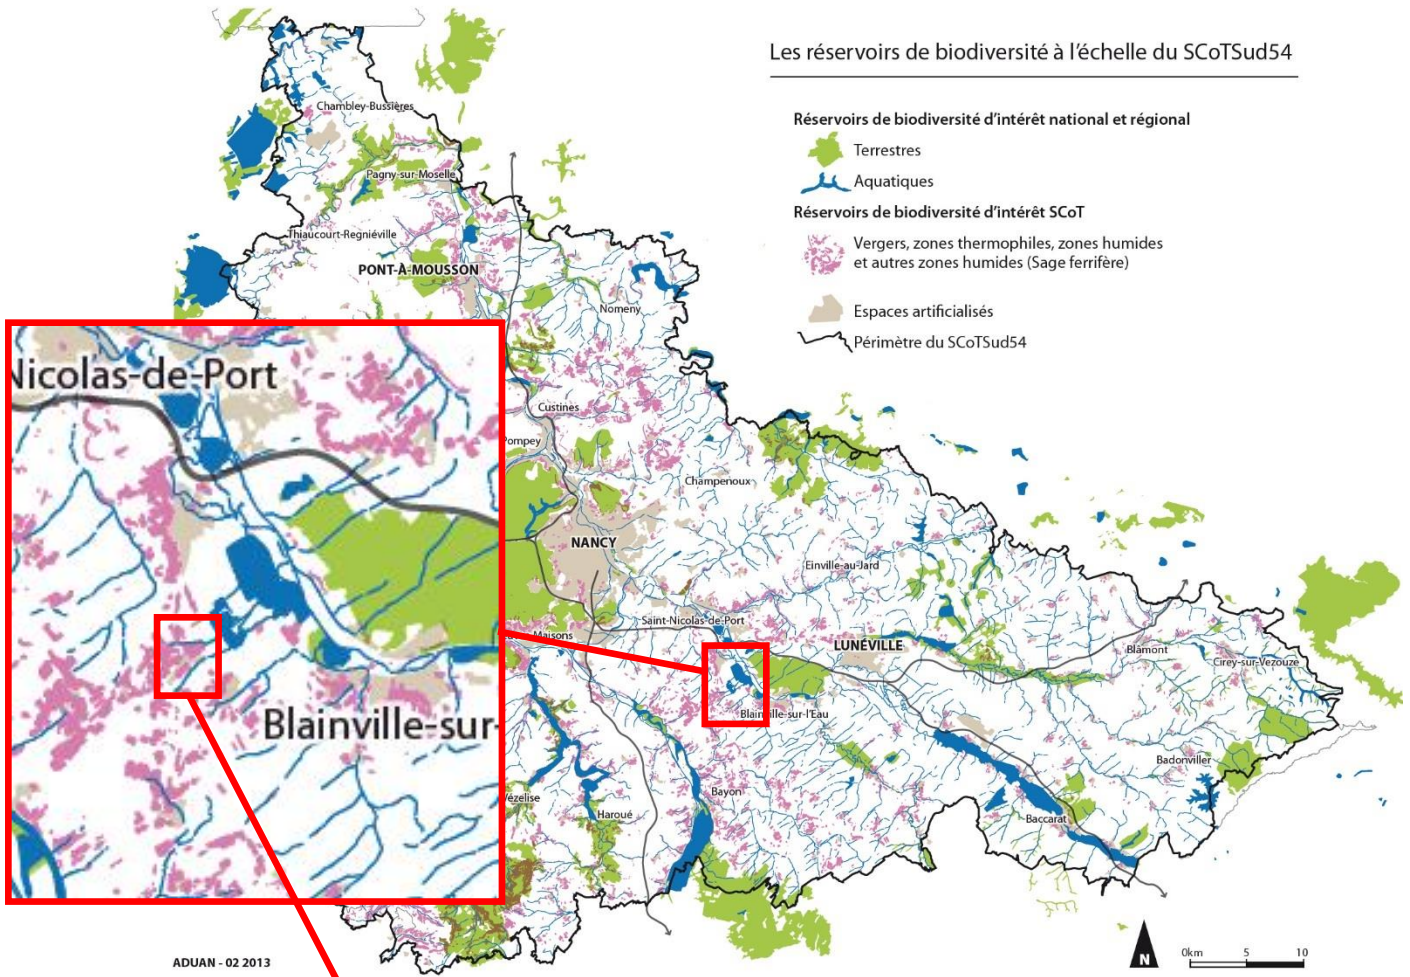 Les réservoirs de biodiversité à l'échelle du SCoTSud54
Réservoirs de biodiversité d'intérêt national et régional
Terrestres
Aquatiques
Réservoirs de biodiversité d'intérêt SCoT
Vergers, zones thermophiles, zones humides
et autres zones humides (Sage ferrifère)
Espaces artificialisés
Périmètre du SCoTSud54
Chambley-Bussières
Pagny-sur-Moselle
Thiaucourt-Regniéville
PONT-À-MOUSSON
Nomeny
Nicolas-de-Port
Custines
Pompey
Champenoux
NANCY
Einville-au-Jard
Saint-Nicolas-de-Port
Maisons
LUNÉVILLE
Blâmont
Cirey-sur-Vezouze
Blainville-sur-
Blainville-sur-l'Eau
Badonviller
Vézelise
Haroué
Bayon
Baccarat
ADUAN - 02 2013
N
0km 5 10